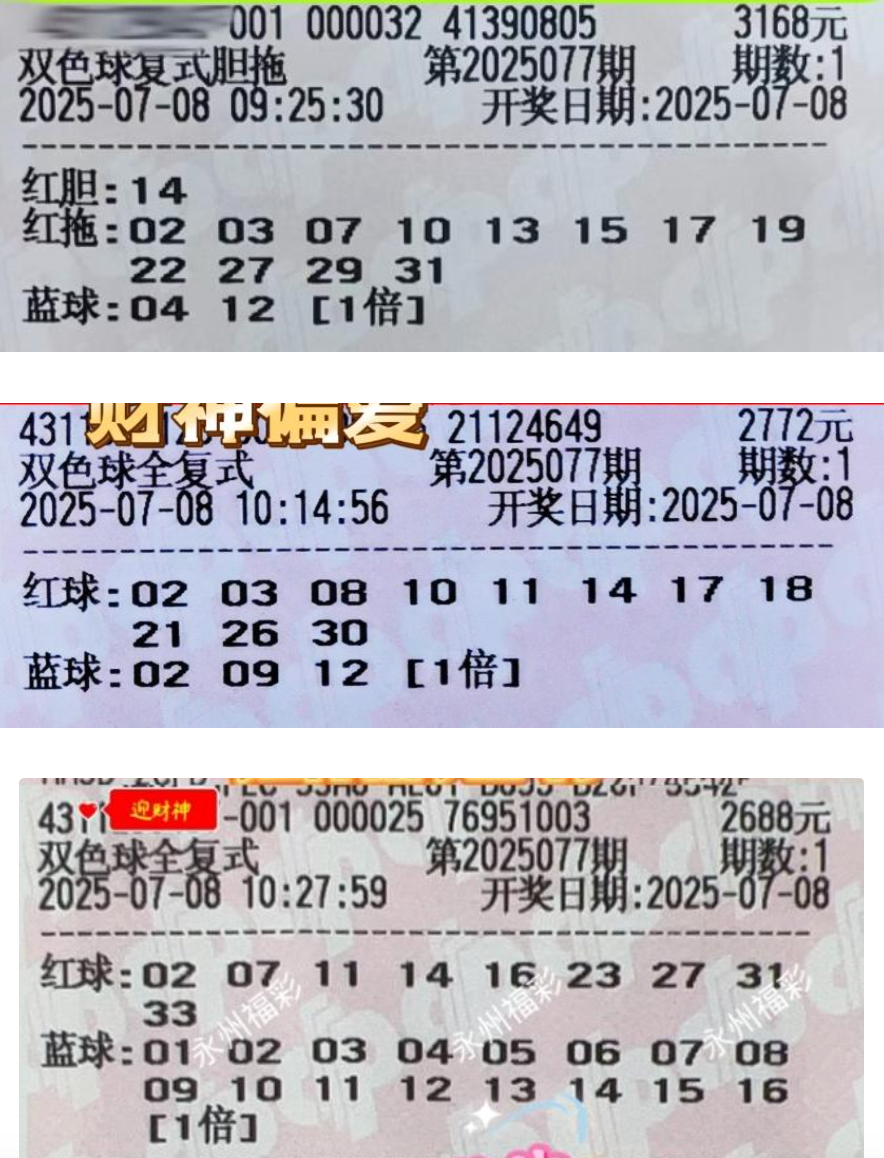 001 000032 41390805 3168元
双色球复式胆拖 第2025077期 期数:1
2025-07-08 09:25:30 开奖日期:2025-07-08
红胆:14
红拖:02 03 07 10 13 15 17 19
22 27 29 31
蓝球:04 12 [1倍]
财神偏爱
4311 21124649 2772元
双色球全复式 第2025077期 期数:1
2025-07-08 10:14:56 开奖日期:2025-07-08
红球:02 03 08 10 11 14 17 18
21 26 30
蓝球:02 09 12 [1倍]
迎财神
4311 -001 000025 76951003 2688元
双色球全复式 第2025077期 期数:1
2025-07-08 10:27:59 开奖日期:2025-07-08
红球:02 07 11 14 16 23 27 31
33
蓝球:01 02 03 04 05 06 07 08
09 10 11 12 13 14 15 16
[1倍]
永州福彩 永州福彩 永州福彩